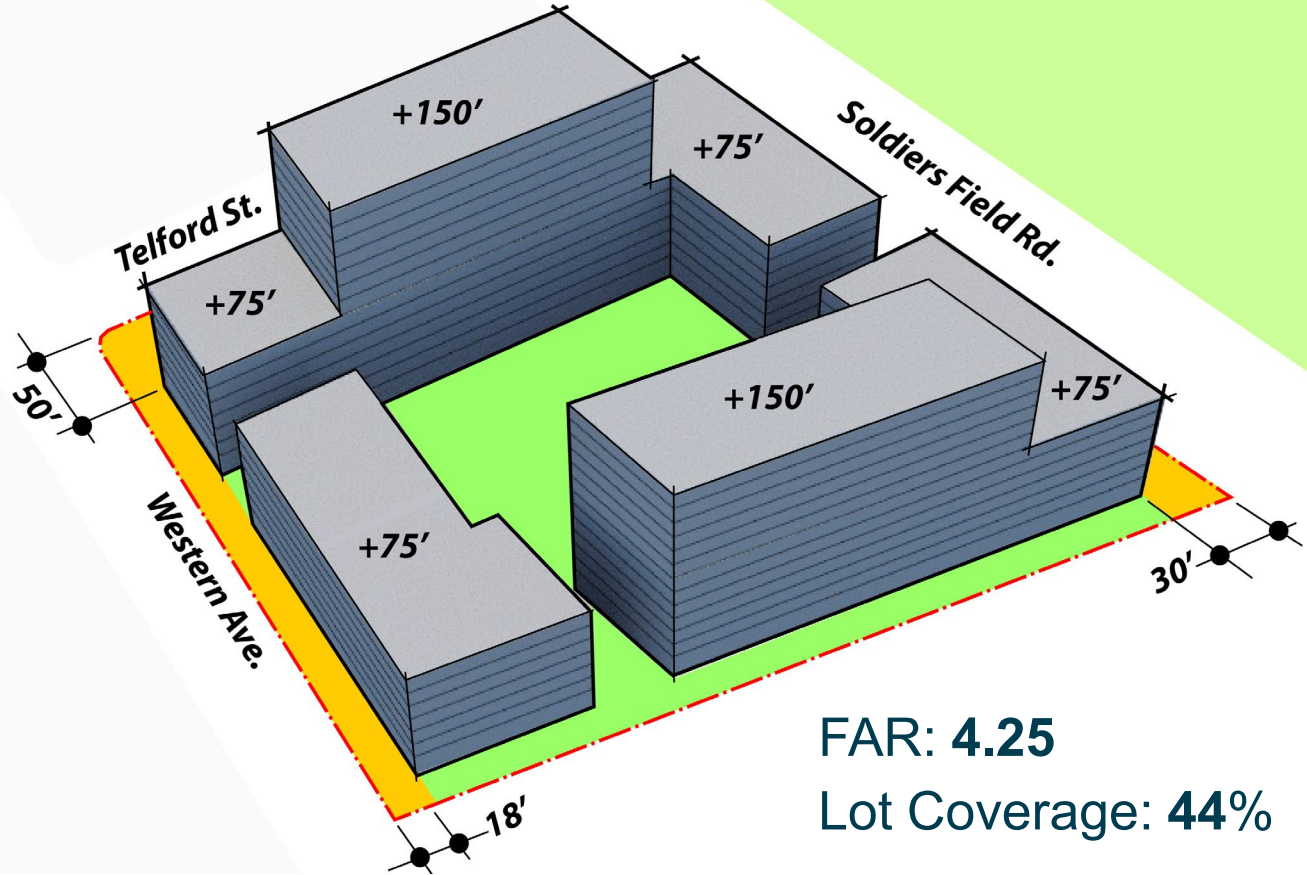 +150’
+75’
Soldiers Field Rd.
Telford St.
+75’
50’
+150’
+75’
Western Ave.
+75’
30’
18’
FAR: 4.25
Lot Coverage: 44%